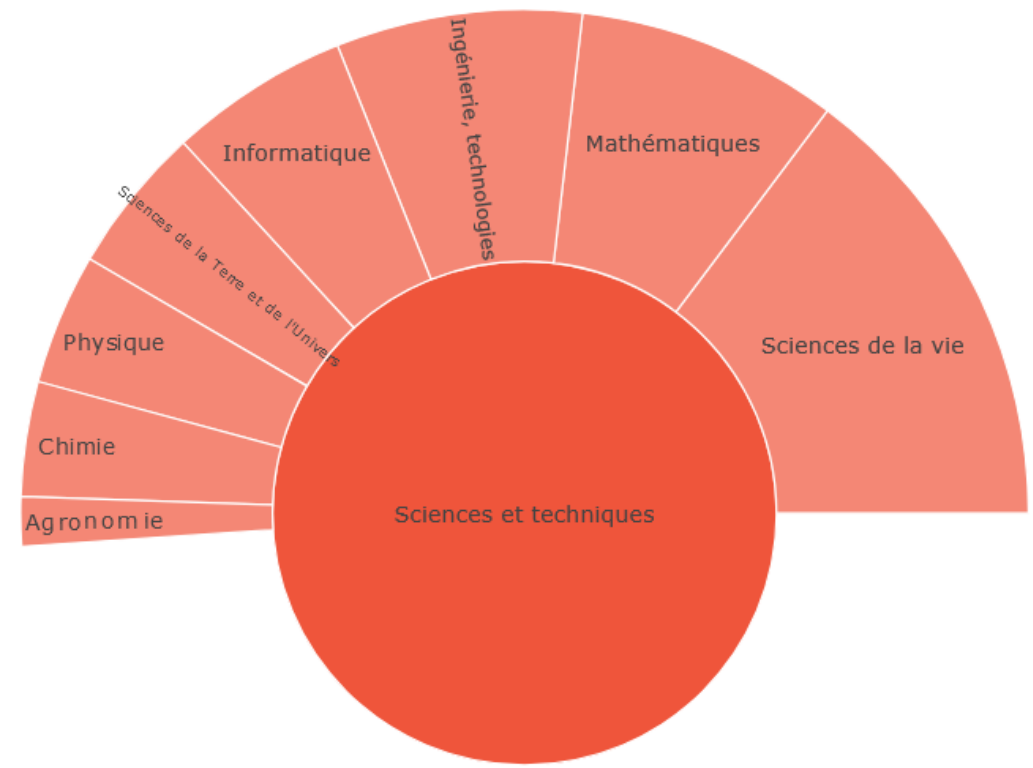 Ingénierie, technologies
Mathématiques
Informatique
Sciences de la Terre et de l'Univers
Physique
Sciences de la vie
Chimie
Sciences et techniques
Agronomie